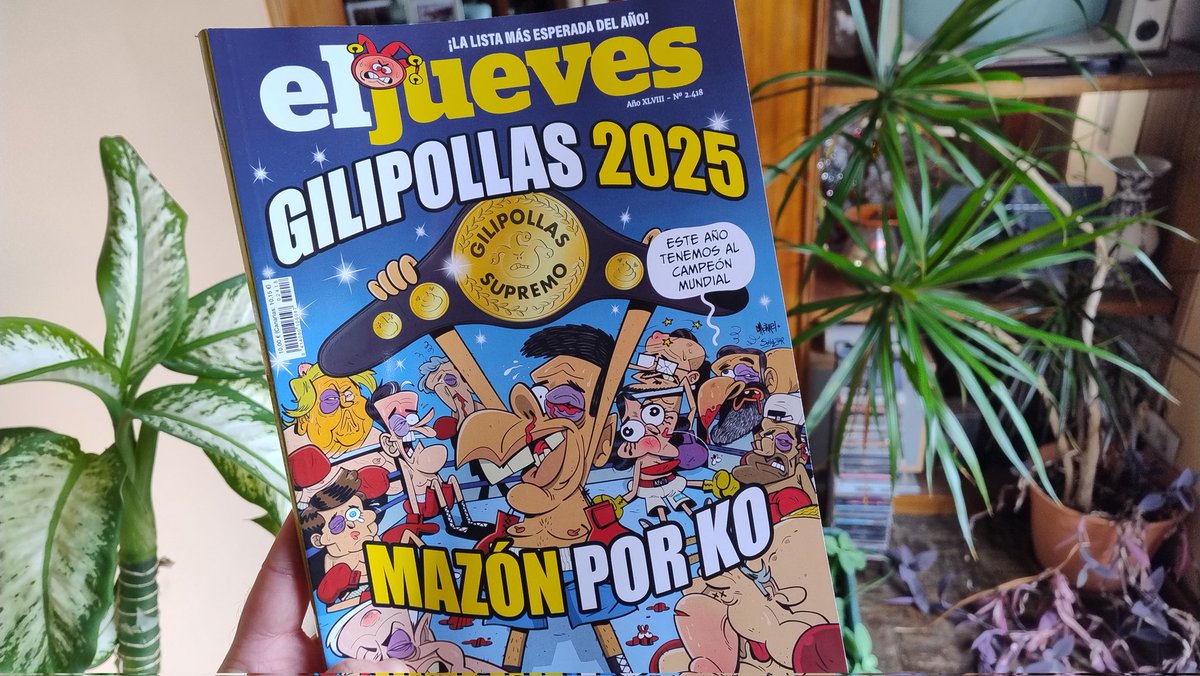 ¡LA LISTA MÁS ESPERADA DEL AÑO!
el jueves
Año XLVIII - Nº 2.418
GILIPOLLAS 2025
GILIPOLLAS
SUPREMO
ESTE AÑO
TENEMOS AL
CAMPEÓN
MUNDIAL
MAZÓN POR KO